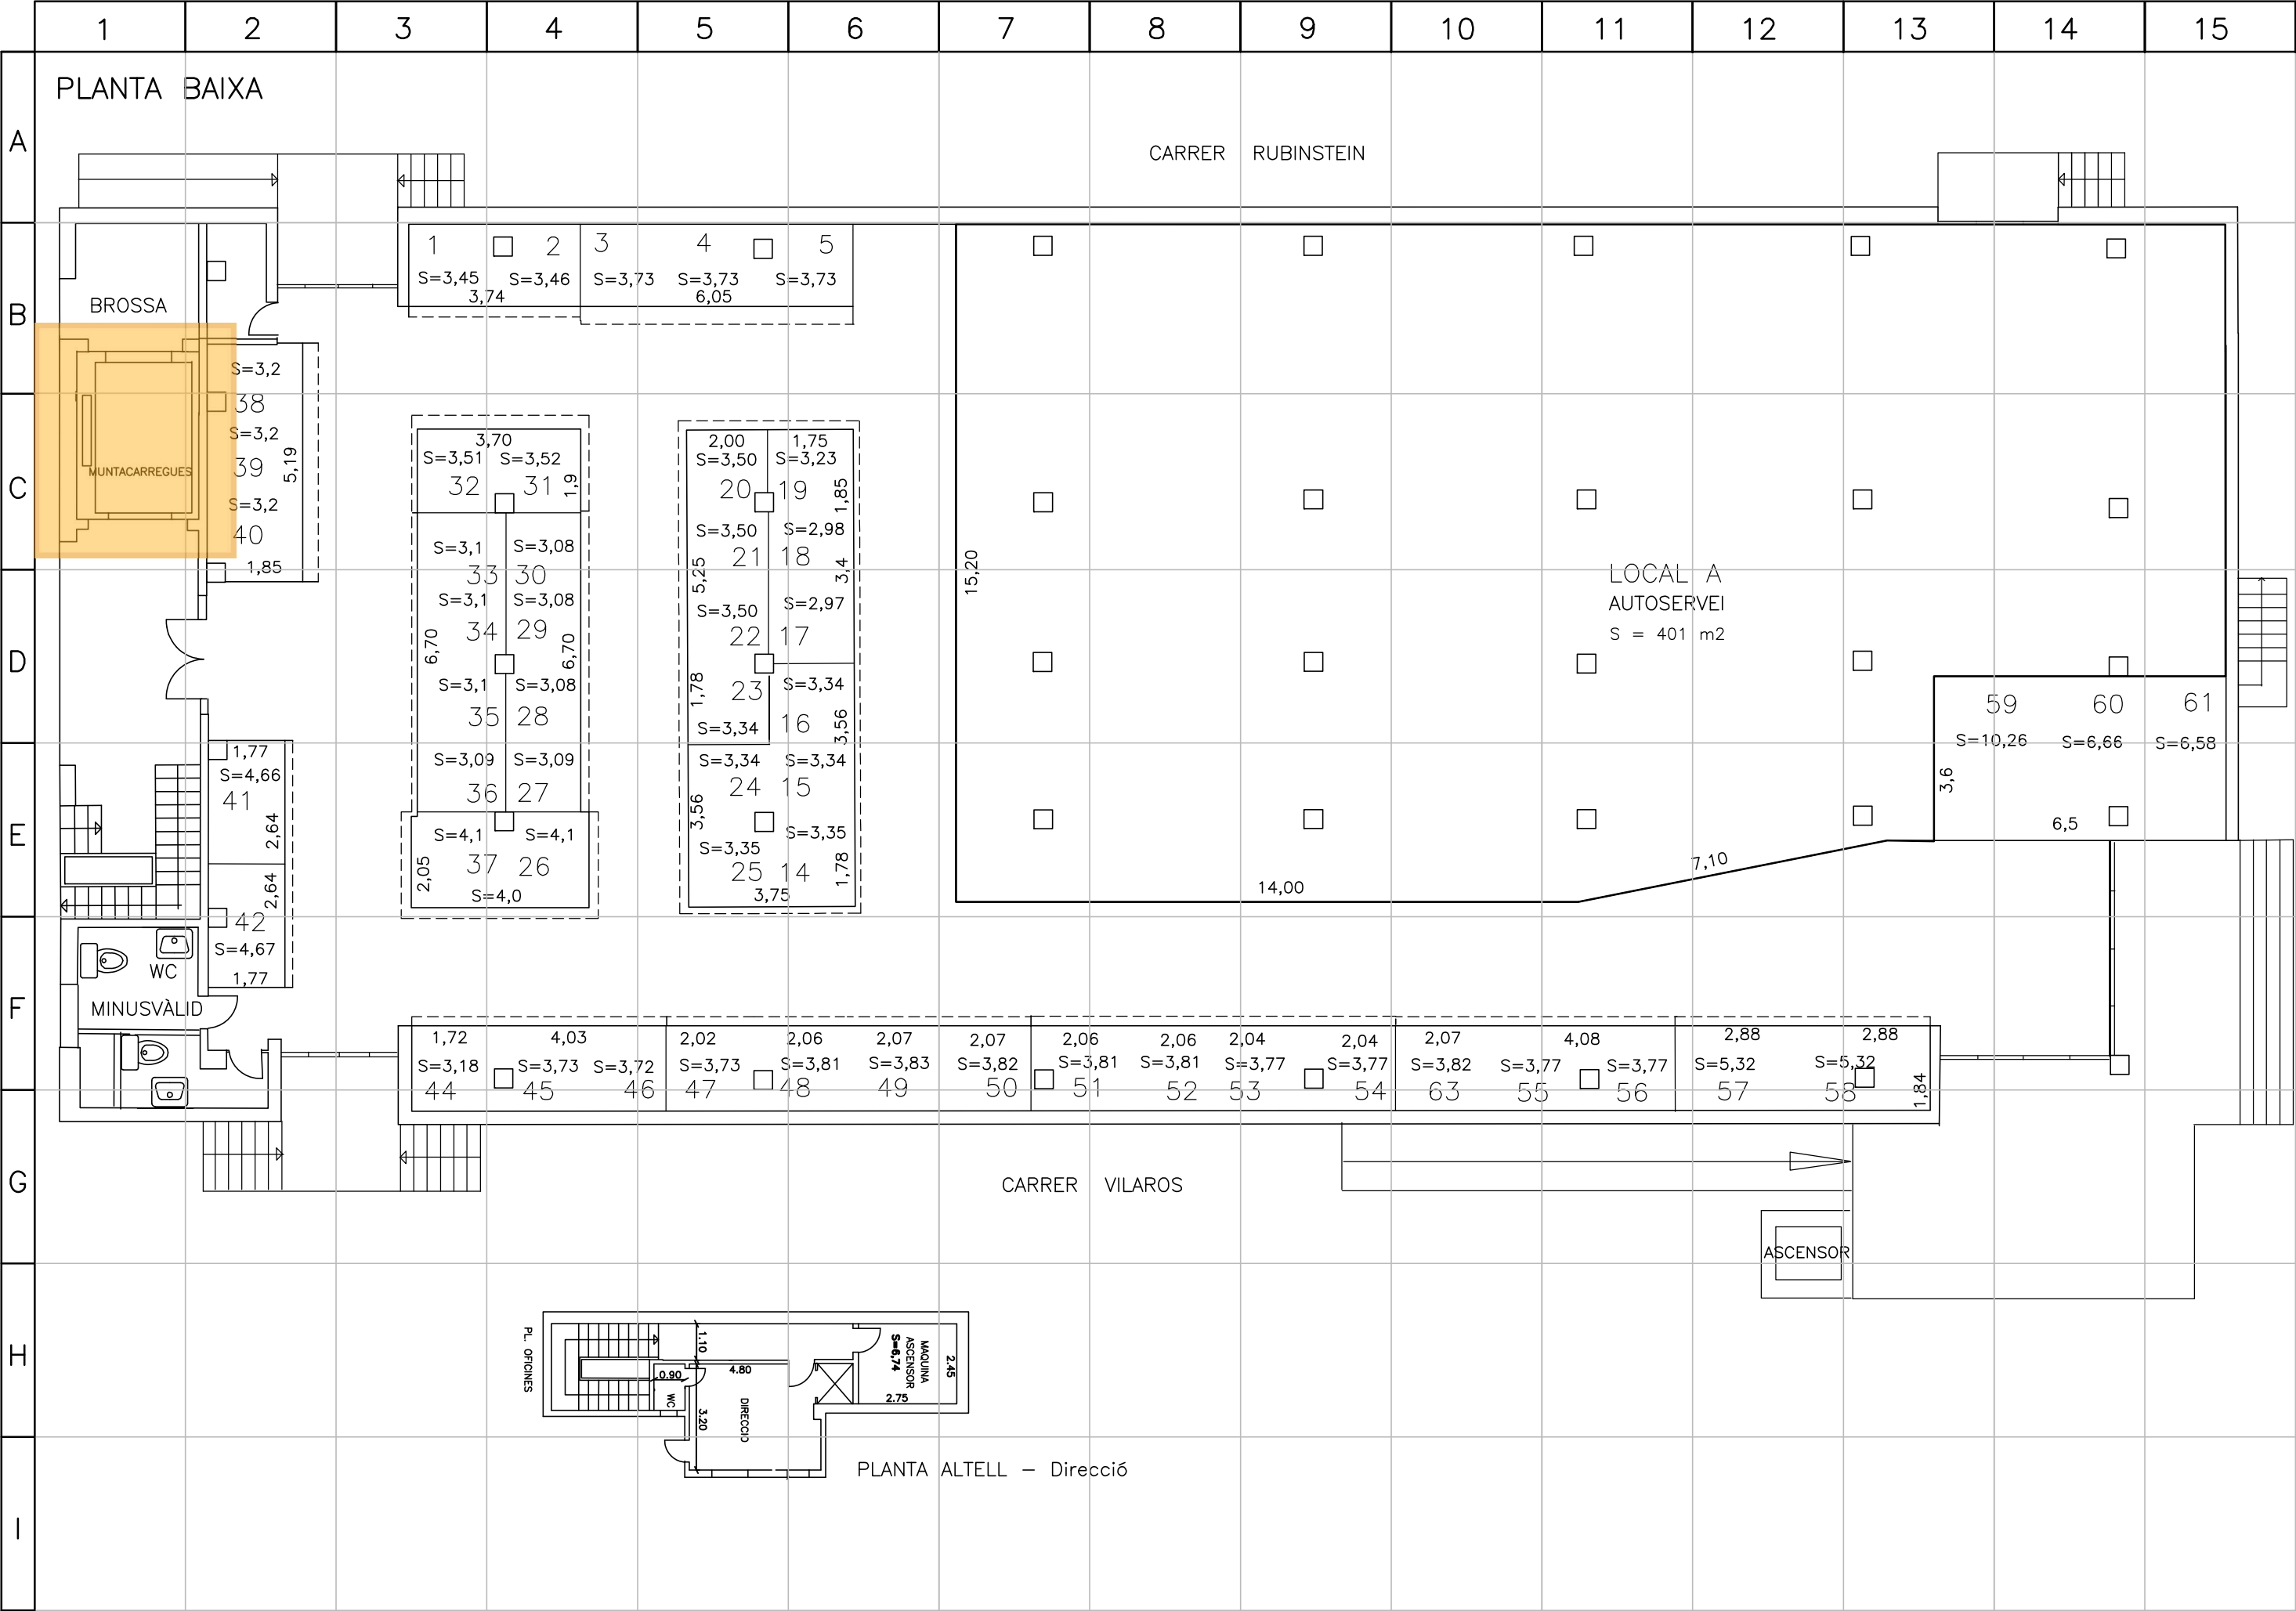 1 2 3 4 5 6 7 8 9 10 11 12 13 14 15
PLANTA BAIXA
A
CARRER RUBINSTEIN
1 2 3 4 5
S=3,45 S=3,46 S=3,73 S=3,73 S=3,73
3,74 6,05
BROSSA
B
S=3,2
38
S=3,2
39
5,19
MUNTACARREGUES
S=3,2
40
1,85
C
3,70
S=3,51 S=3,52
32 31
1,9
S=3,1 S=3,08
33 30
S=3,1 S=3,08
34 29
6,70 6,70
S=3,1 S=3,08
35 28
S=3,09 S=3,09
36 27
S=4,1 S=4,1
37 26
2,05
S=4,0
2,00 1,75
S=3,50 S=3,23
20 19
1,85
S=3,50 S=2,98
21 18
5,25 3,4
S=3,50 S=2,97
22 17
23 S=3,34
1,78
S=3,34 16
3,56
S=3,34 S=3,34
24 15
3,56
S=3,35 S=3,35
25 14
1,78
3,75
15,20
LOCAL A
AUTOSERVEI
S = 401 m2
D
59 60 61
S=10,26 S=6,66 S=6,58
3,6
6,5
7,10
14,00
E
1,77
S=4,66
41
2,64
2,64
42
S=4,67
1,77
WC
MINUSVÀLID
F
1,72 4,03 2,02 2,06 2,07 2,07 2,06 2,06 2,04 2,04 2,07 4,08 2,88 2,88
S=3,18 S=3,73 S=3,72 S=3,73 S=3,81 S=3,83 S=3,82 S=3,81 S=3,81 S=3,77 S=3,77 S=3,82 S=3,77 S=3,77 S=5,32 S=5,32
44 45 46 47 48 49 50 51 52 53 54 63 55 56 57 58
1,84
G
CARRER VILAROS
ASCENSOR
H
PL. OFICINES
1.10
4.80
0.90
WC
3.20
DIRECCIO
MAQUINA
ASCENSOR
S=6,74
2.45
2.75
PLANTA ALTELL – Direcció
I